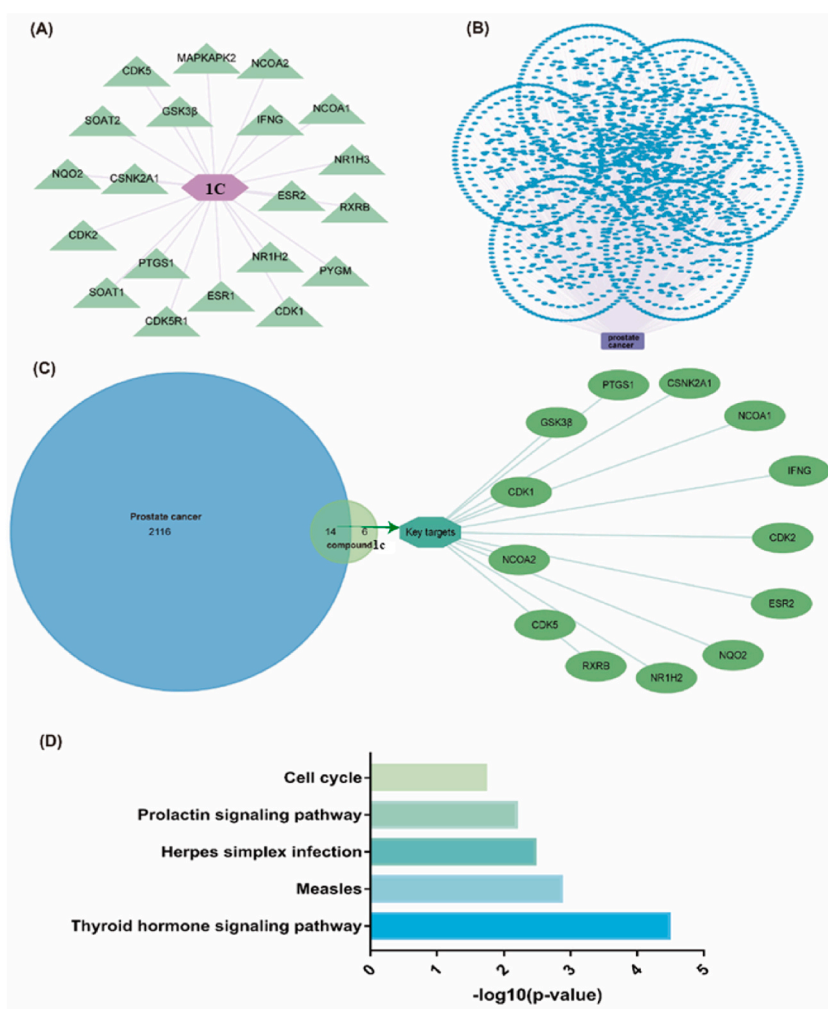 (A)
MAPKAPK2
NCOA2
CDK5
GSK3β
IFNG
NCOA1
SOAT2
NR1H3
NQO2
CSNK2A1
1C
ESR2
RXRB
CDK2
PTGS1
NR1H2
PYGM
SOAT1
ESR1
CDK5R1
CDK1
(B)
prostate
cancer
(C)
Prostate cancer
2116
14
6
compound1c
Key targets
PTGS1
CSNK2A1
GSK3β
NCOA1
IFNG
CDK1
CDK2
NCOA2
ESR2
CDK5
NQO2
RXRB
NR1H2
(D)
Cell cycle
Prolactin signaling pathway
Herpes simplex infection
Measles
Thyroid hormone signaling pathway
0 1 2 3 4 5
-log10(p-value)